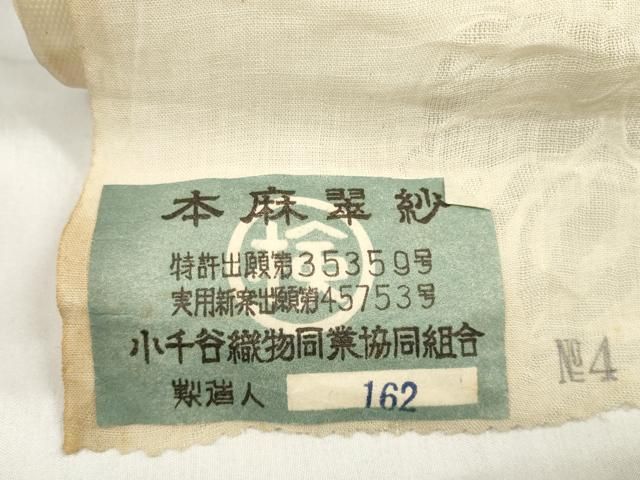 本麻翠紗
拾
特許出願第35359号
実用新案出願第45753号
小千谷織物同業協同組合
製造人 162
№4